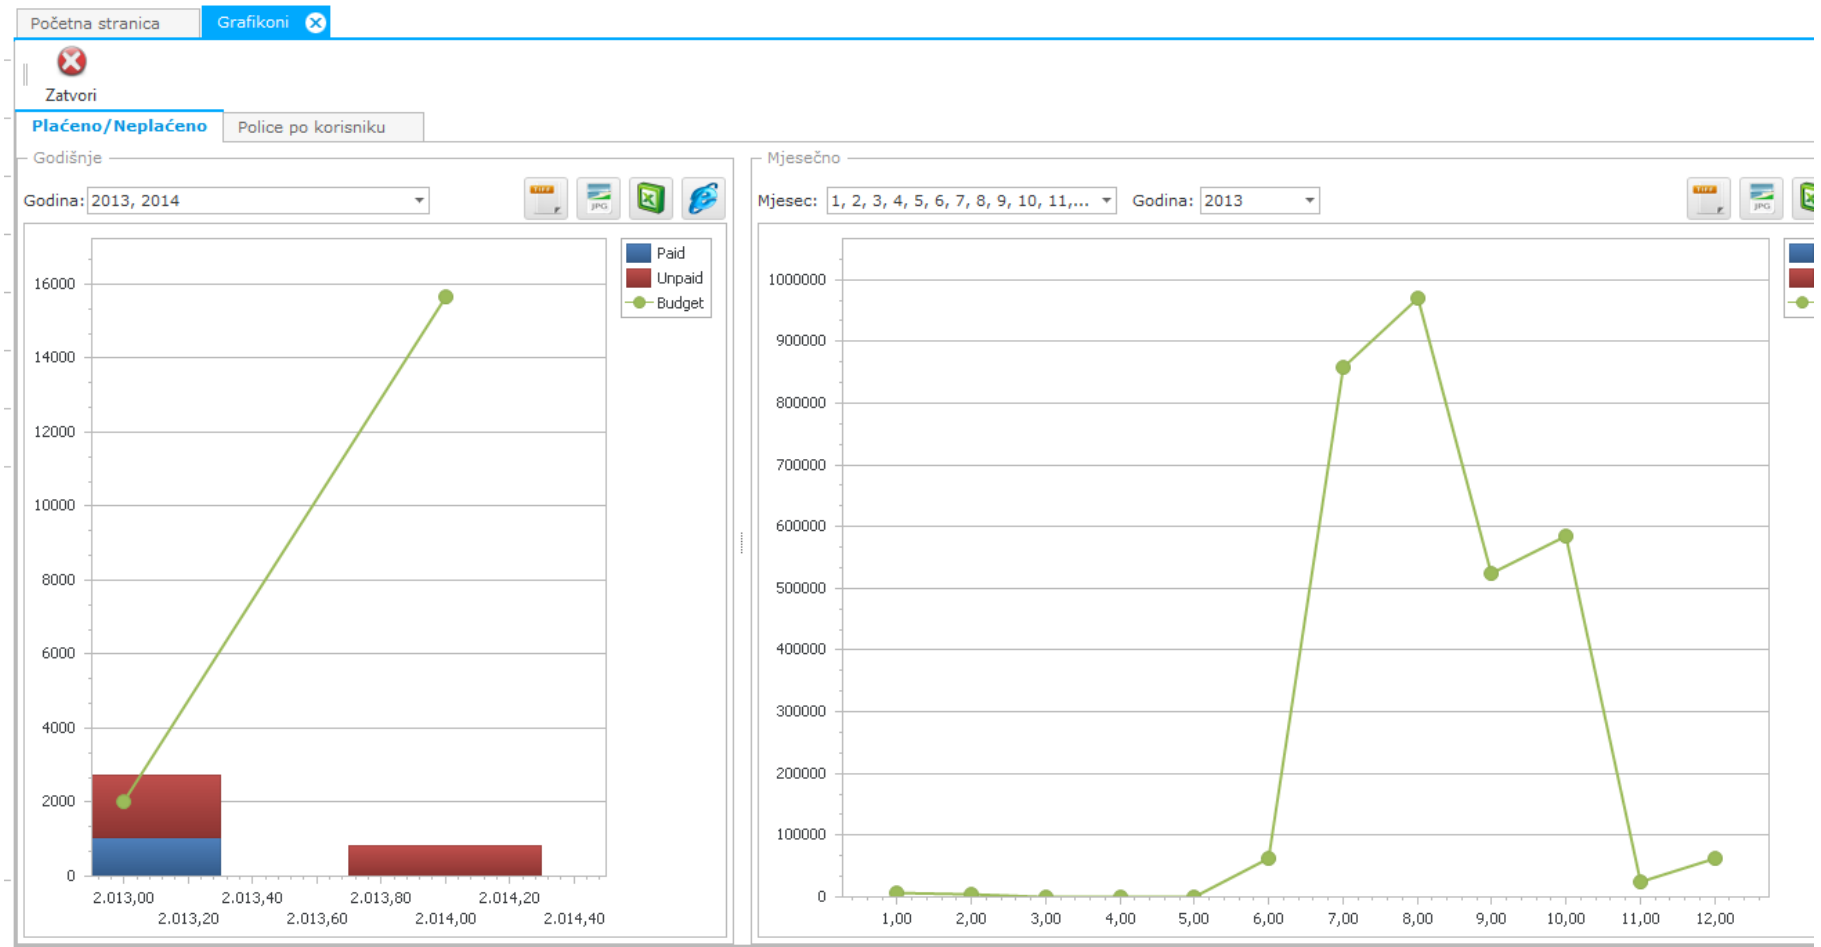 Početna stranica
Grafikoni
Zatvori
Plaćeno/Neplaćeno
Police po korisniku
Godišnje
Godina: 2013, 2014
TIFF
JPG
Paid
Unpaid
Budget
16000
14000
12000
10000
8000
6000
4000
2000
0
2.013,00
2.013,20
2.013,40
2.013,60
2.013,80
2.014,00
2.014,20
2.014,40
Mjesečno
Mjesec: 1, 2, 3, 4, 5, 6, 7, 8, 9, 10, 11,...
Godina: 2013
TIFF
JPG
1000000
900000
800000
700000
600000
500000
400000
300000
200000
100000
0
1,00
2,00
3,00
4,00
5,00
6,00
7,00
8,00
9,00
10,00
11,00
12,00